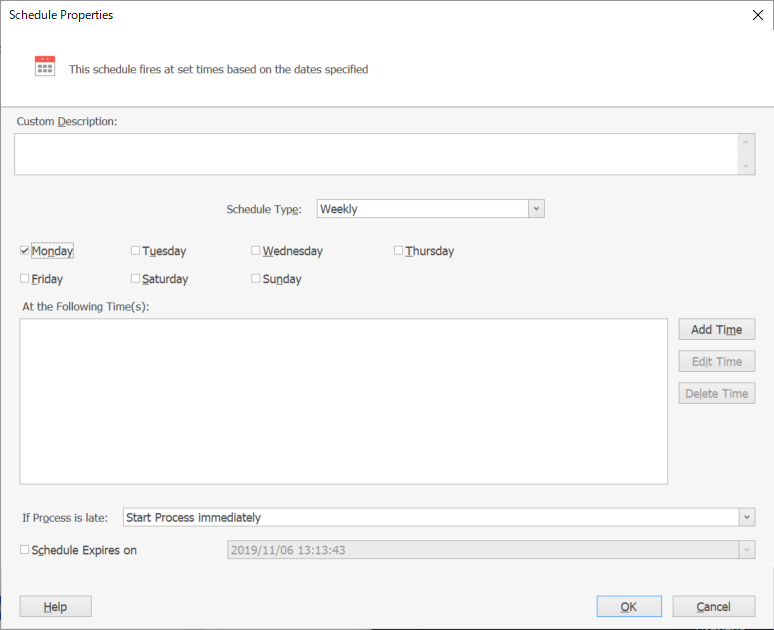 Schedule Properties
This schedule fires at set times based on the dates specified
Custom Description:
Schedule Type: Weekly
Monday Tuesday Wednesday Thursday
Friday Saturday Sunday
At the Following Time(s):
Add Time
Edit Time
Delete Time
If Process is late: Start Process immediately
Schedule Expires on 2019/11/06 13:13:43
Help OK Cancel